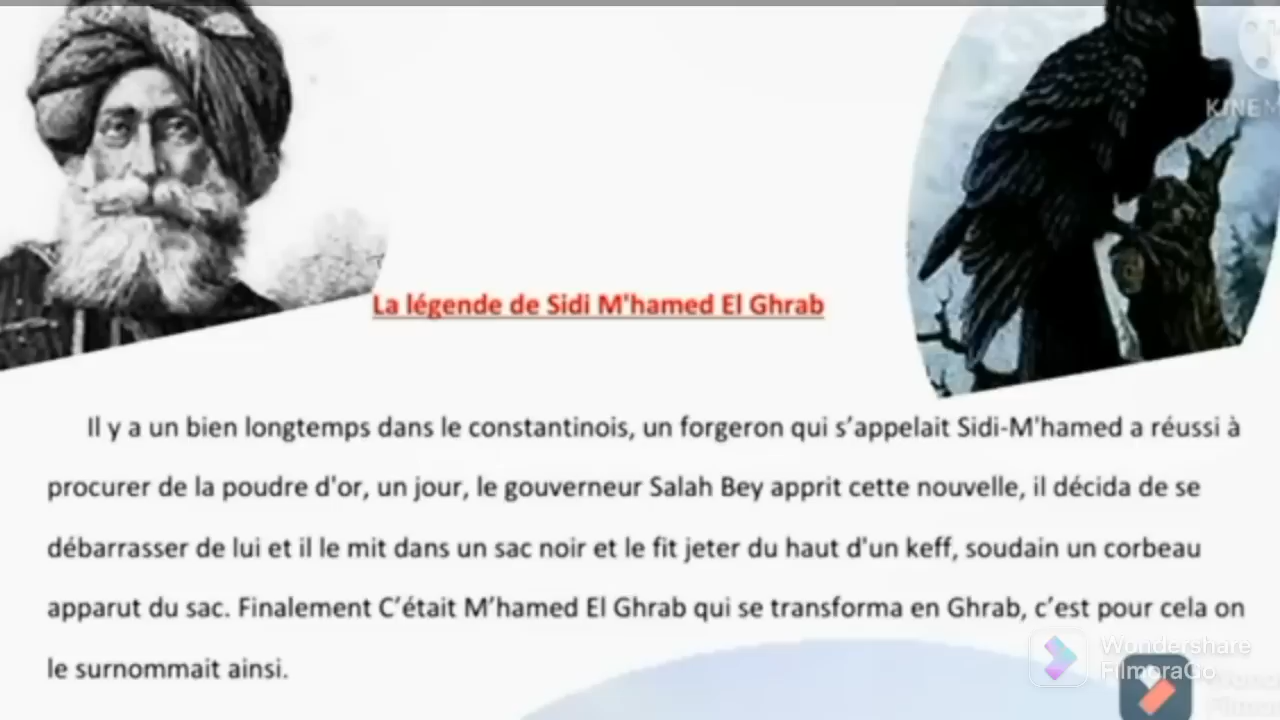 KINEM
La légende de Sidi M'hamed El Ghrab
Il y a un bien longtemps dans le constantinois, un forgeron qui s’appelait Sidi-M'hamed a réussi à
procurer de la poudre d'or, un jour, le gouverneur Salah Bey apprit cette nouvelle, il décida de se
débarrasser de lui et il le mit dans un sac noir et le fit jeter du haut d'un keff, soudain un corbeau
apparut du sac. Finalement C’était M’hamed El Ghrab qui se transforma en Ghrab, c’est pour cela on
le surnommait ainsi.
Wondershare
FilmoraGo